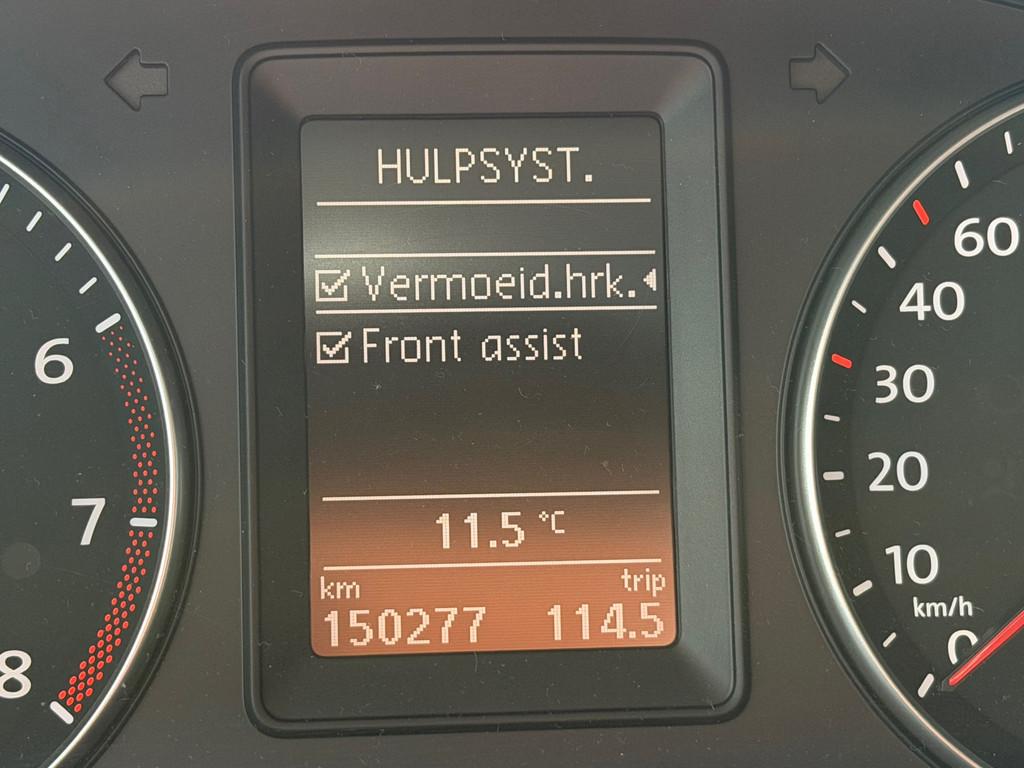 HULPSYST.
Vermoeid.hrk.
Front assist
11.5 °C
km trip
150277 114.5
6
7
8
60
40
30
20
10
km/h
0